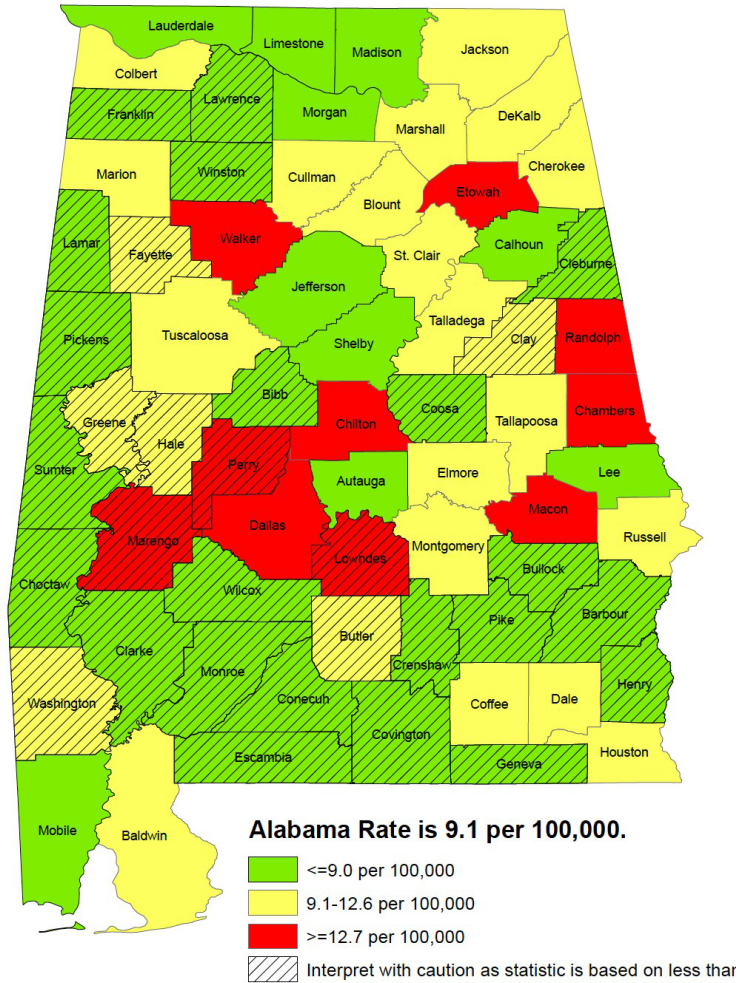 Lauderdale
Limestone
Madison
Jackson
Colbert
Franklin
Lawrence
Morgan
Marshall
DeKalb
Marion
Winston
Cullman
Blount
Etowah
Cherokee
Lamar
Fayette
Walker
Jefferson
St. Clair
Calhoun
Cleburne
Pickens
Tuscaloosa
Shelby
Talladega
Clay
Randolph
Greene
Hale
Bibb
Chilton
Coosa
Tallapoosa
Chambers
Sumter
Perry
Autauga
Elmore
Lee
Marengo
Dallas
Lowndes
Montgomery
Macon
Russell
Choctaw
Wilcox
Bullock
Clarke
Monroe
Butler
Crenshaw
Pike
Barbour
Washington
Conecuh
Covington
Coffee
Dale
Henry
Escambia
Geneva
Houston
Mobile
Baldwin
Alabama Rate is 9.1 per 100,000.
<=9.0 per 100,000
9.1-12.6 per 100,000
>=12.7 per 100,000
Interpret with caution as statistic is based on less than